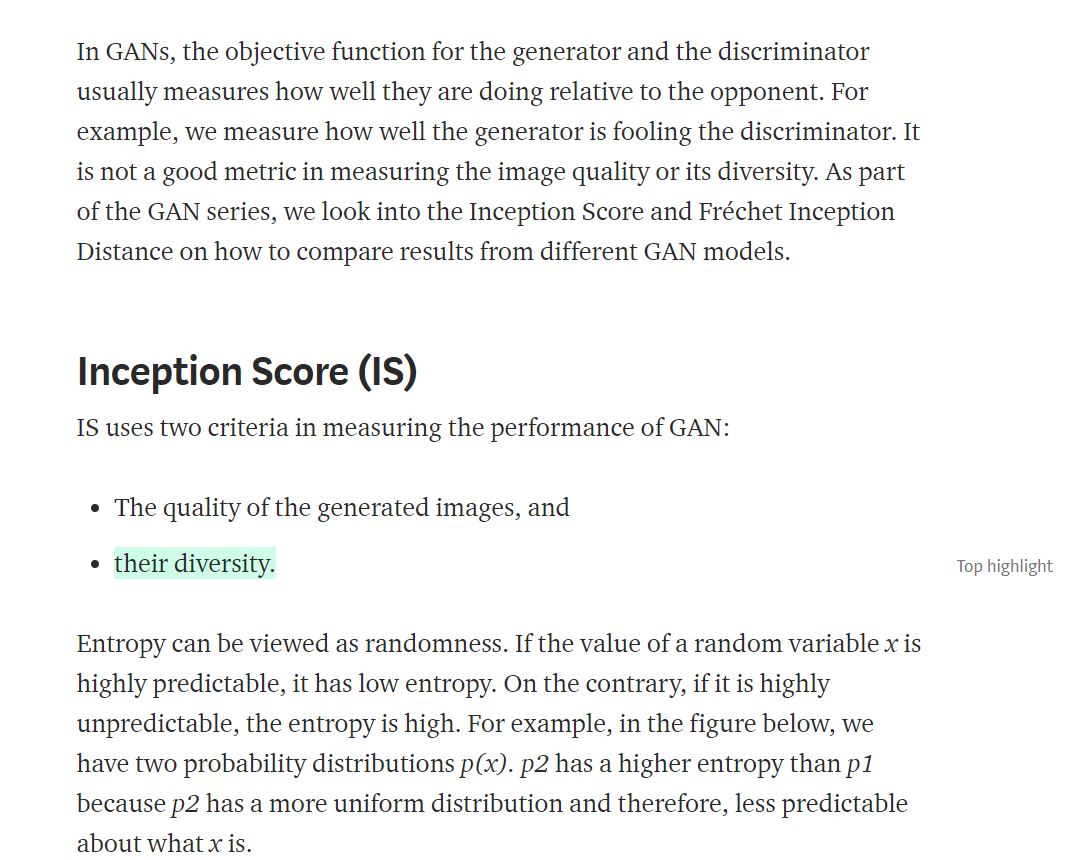 In GANs, the objective function for the generator and the discriminator
usually measures how well they are doing relative to the opponent. For
example, we measure how well the generator is fooling the discriminator. It
is not a good metric in measuring the image quality or its diversity. As part
of the GAN series, we look into the Inception Score and Fréchet Inception
Distance on how to compare results from different GAN models.
Inception Score (IS)
IS uses two criteria in measuring the performance of GAN:
• The quality of the generated images, and
• their diversity.
Top highlight
Entropy can be viewed as randomness. If the value of a random variable x is
highly predictable, it has low entropy. On the contrary, if it is highly
unpredictable, the entropy is high. For example, in the figure below, we
have two probability distributions p(x). p2 has a higher entropy than p1
because p2 has a more uniform distribution and therefore, less predictable
about what x is.